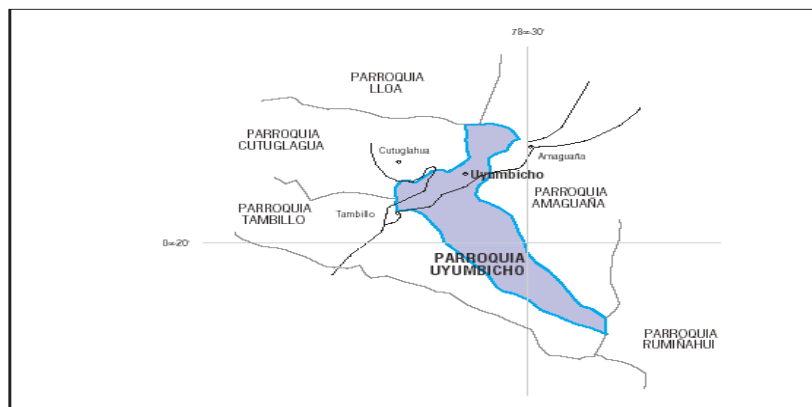 78∞-30'
PARROQUIA
LLOA
PARROQUIA
CUTUGLAGUA
Cutuglahua
Amaguaña
Uyumbicho
PARROQUIA
AMAGUAÑA
PARROQUIA
TAMBILLO
Tambillo
0∞-20'
PARROQUIA
UYUMBICHO
PARROQUIA
RUMIÑAHUI